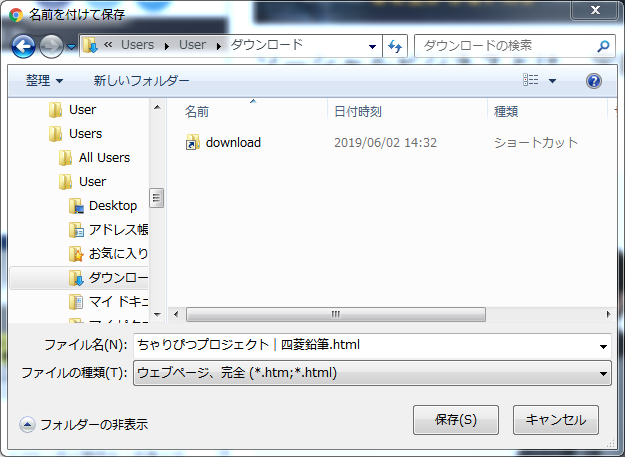 名前を付けて保存
« Users ▸ User ▸ ダウンロード
ダウンロードの検索
整理
新しいフォルダー
User
Users
All Users
User
Desktop
アドレス帳
お気に入り
ダウンロー
マイ ドキュ
名前
日付時刻
種類
download
2019/06/02 14:32
ショートカット
ファイル名(N):
ちゃりぴつプロジェクト | 四菱鉛筆.html
ファイルの種類(T):
ウェブページ、完全 (*.htm;*.html)
フォルダーの非表示
保存(S)
キャンセル